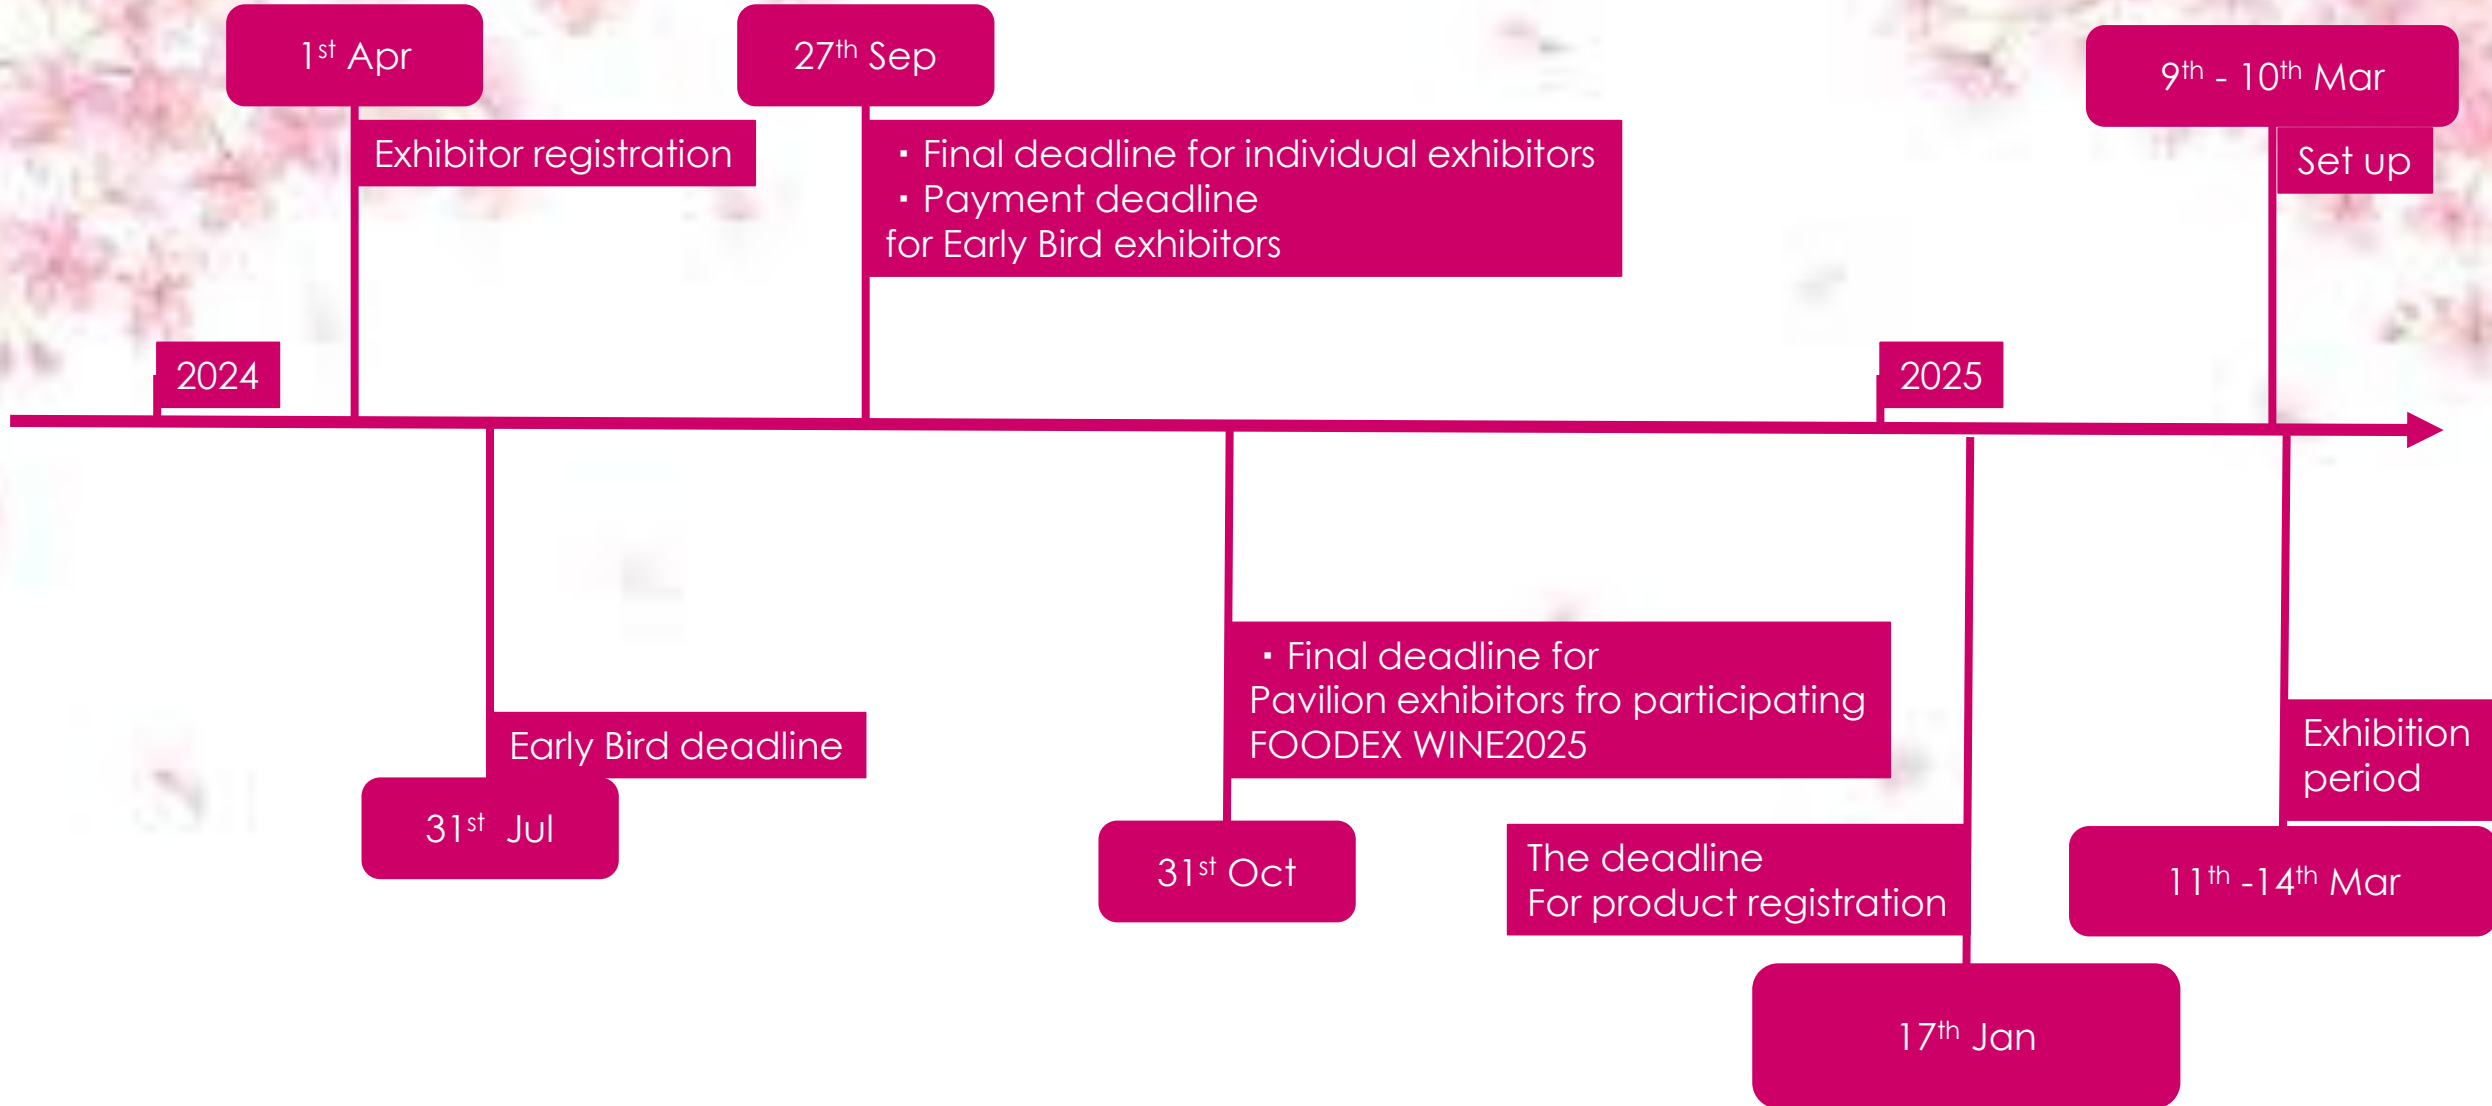 1st Apr
Exhibitor registration
27th Sep
・Final deadline for individual exhibitors
・Payment deadline
for Early Bird exhibitors
9th - 10th Mar
Set up
2024
2025
Early Bird deadline
31st Jul
・Final deadline for
Pavilion exhibitors fro participating
FOODEX WINE2025
31st Oct
The deadline
For product registration
17th Jan
Exhibition
period
11th -14th Mar